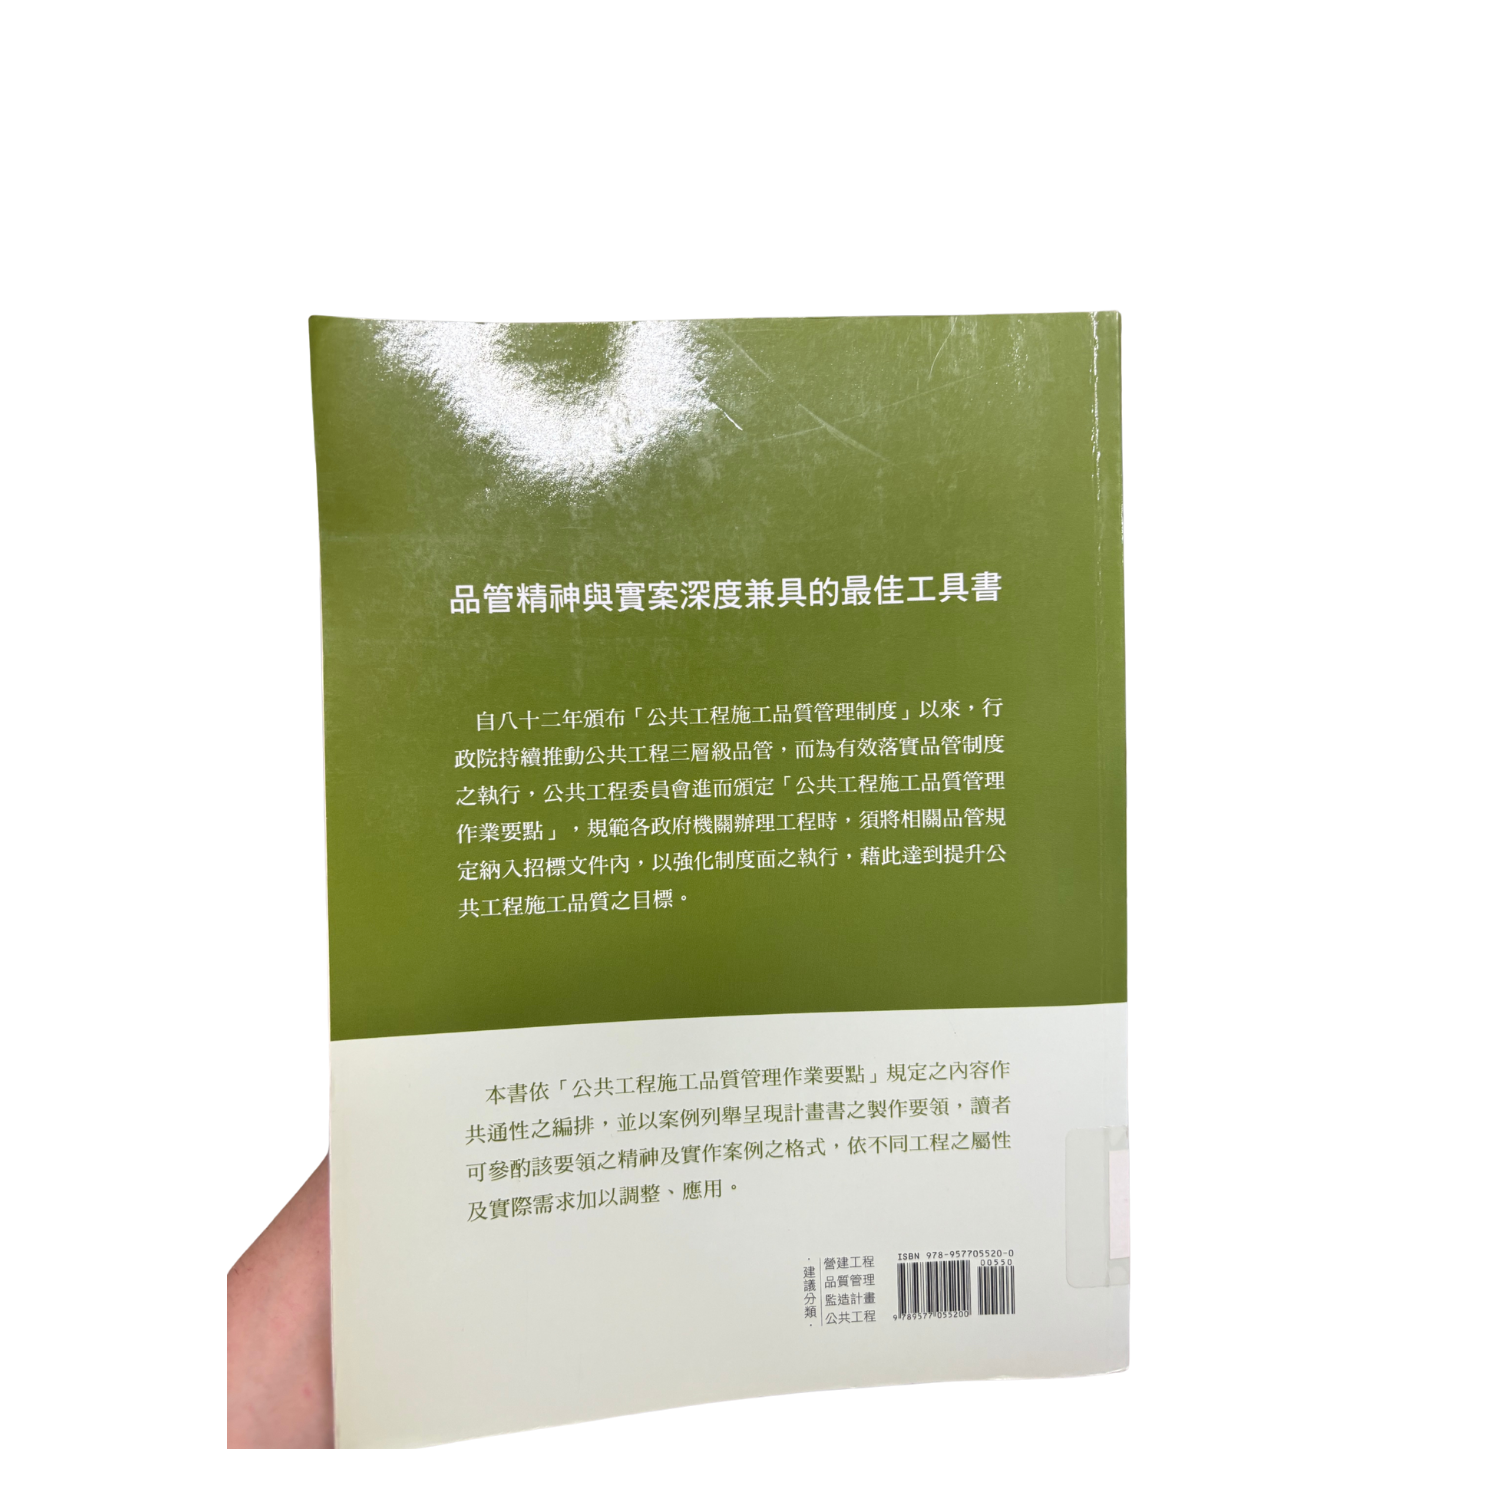 品管精神與實案深度兼具的最佳工具書
自八十二年頒布「公共工程施工品質管理制度」以來，行
政院持續推動公共工程三層級品管，而為有效落實品管制度
之執行，公共工程委員會進而頒定「公共工程施工品質管理
作業要點」，規範各政府機關辦理工程時，須將相關品管規
定納入招標文件內，以強化制度面之執行，藉此達到提升公
共工程施工品質之目標。
本書依「公共工程施工品質管理作業要點」規定之內容作
共通性之編排，並以案例列舉呈現計畫書之製作要領，讀者
可參酌該要領之精神及實作案例之格式，依不同工程之屬性
及實際需求加以調整、應用。
·建議分類·
營建工程
品質管理
監造計畫
公共工程
ISBN 978-957705520-0
00550
9 789577 055200